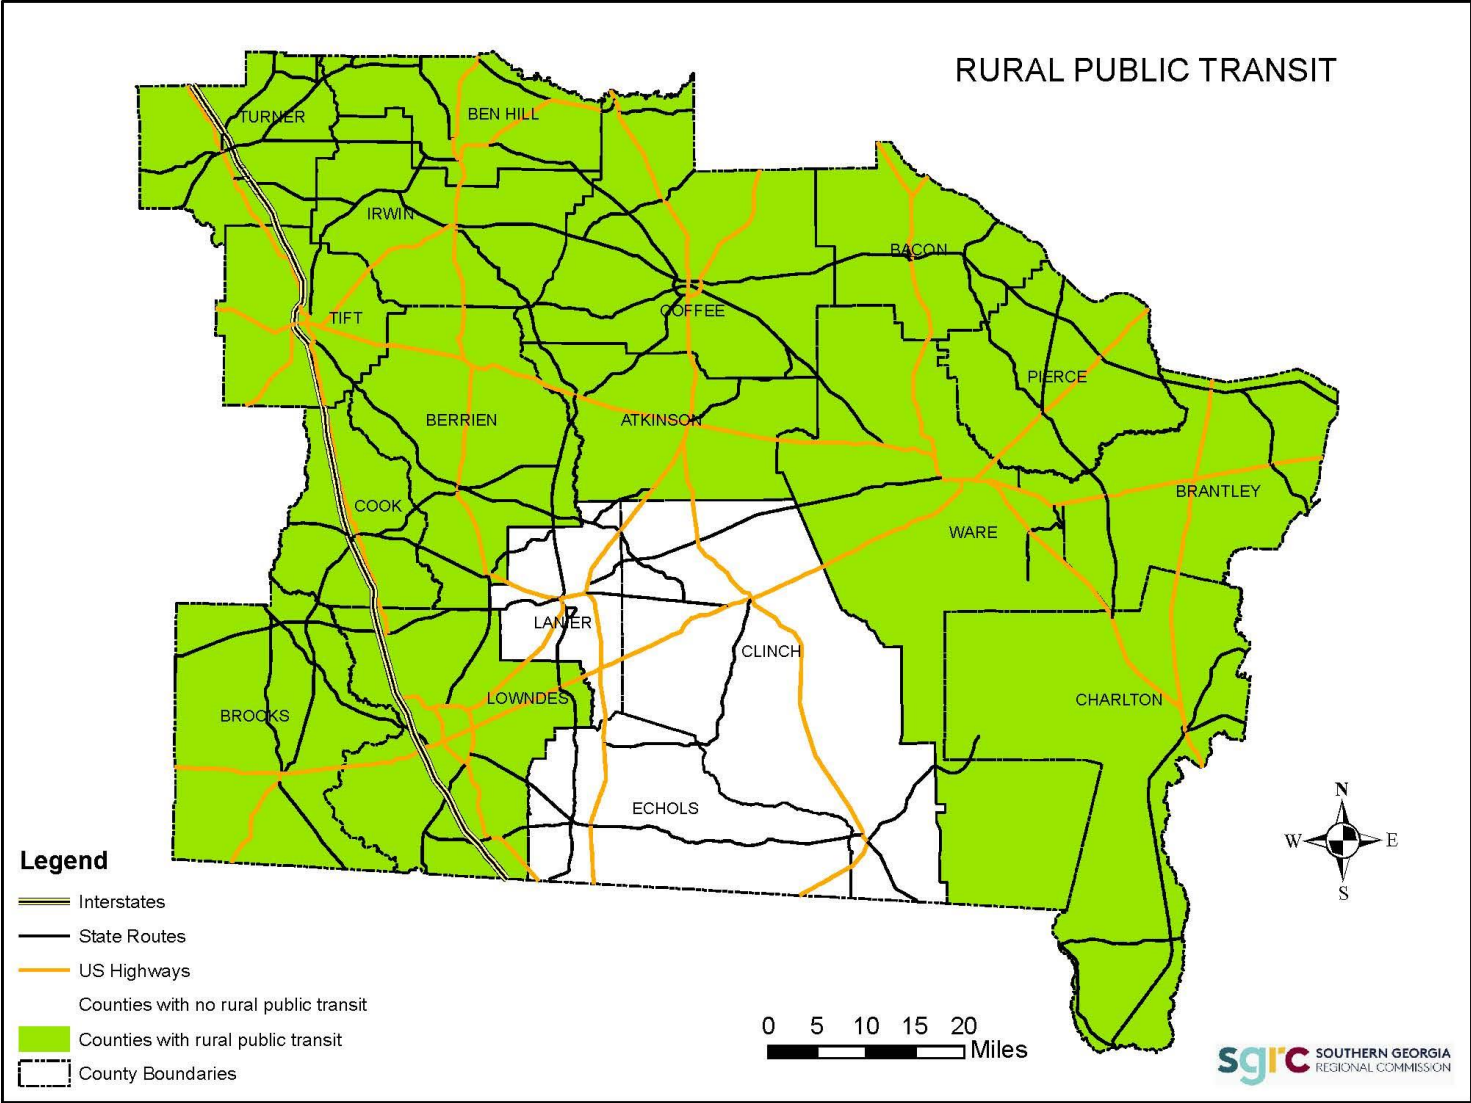 RURAL PUBLIC TRANSIT
TURNER
BEN HILL
IRWIN
BACON
TIFT
COFFEE
PIERCE
BERRIEN
ATKINSON
COOK
BRANTLEY
WARE
LANIER
CLINCH
LOWNDES
CHARLTON
BROOKS
ECHOLS
N
W E
S
Legend
Interstates
State Routes
US Highways
Counties with no rural public transit
Counties with rural public transit
County Boundaries
0 5 10 15 20
Miles
sgrc SOUTHERN GEORGIA
REGIONAL COMMISSION